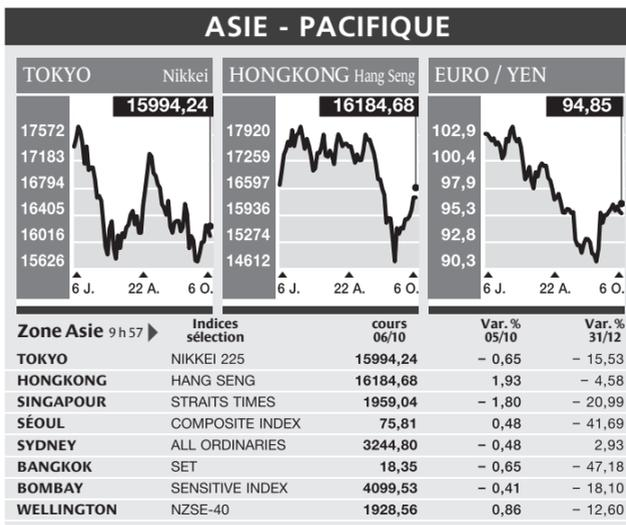 ASIE - PACIFIQUE
TOKYO Nikkei
15994,24
17572
17183
16794
16405
16016
15626
6 J. 22 A. 6 O.
HONGKONG Hang Seng
16184,68
17920
17259
16597
15936
15274
14612
6 J. 22 A. 6 O.
EURO / YEN
94,85
102,9
100,4
97,9
95,3
92,8
90,3
6 J. 22 A. 6 O.
Zone Asie 9 h 57 Indices sélection cours 06/10 Var. % 05/10 Var. % 31/12
TOKYO NIKKEI 225 15994,24 – 0,65 – 15,53
HONGKONG HANG SENG 16184,68 1,93 – 4,58
SINGAPOUR STRAITS TIMES 1959,04 – 1,80 – 20,99
SÉOUL COMPOSITE INDEX 75,81 0,48 – 41,69
SYDNEY ALL ORDINARIES 3244,80 – 0,48 2,93
BANGKOK SET 18,35 – 0,65 – 47,18
BOMBAY SENSITIVE INDEX 4099,53 – 0,41 – 18,10
WELLINGTON NZSE-40 1928,56 0,86 – 12,60